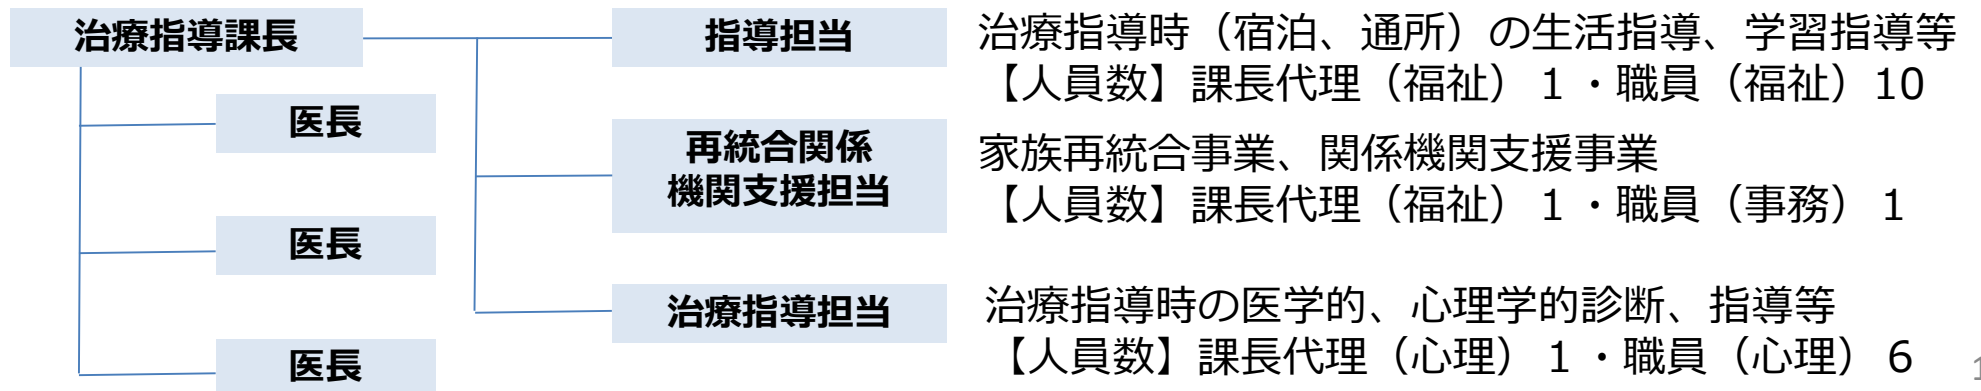 治療指導課長
医長
医長
医長
指導担当
治療指導時（宿泊、通所）の生活指導、学習指導等
【人員数】課長代理（福祉）１・職員（福祉）10
再統合関係
機関支援担当
家族再統合事業、関係機関支援事業
【人員数】課長代理（福祉）１・職員（事務）１
治療指導担当
治療指導時の医学的、心理学的診断、指導等
【人員数】課長代理（心理）１・職員（心理）６